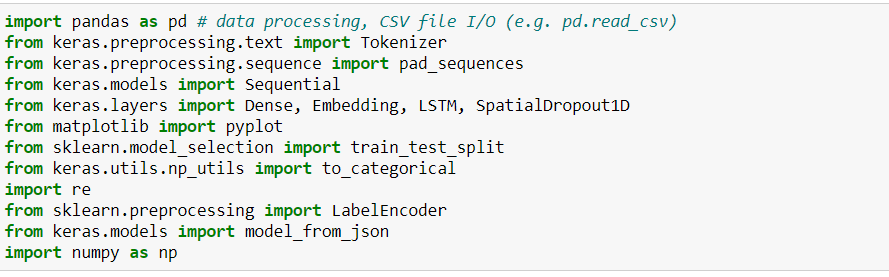 import pandas as pd # data processing, CSV file I/O (e.g. pd.read_csv)
from keras.preprocessing.text import Tokenizer
from keras.preprocessing.sequence import pad_sequences
from keras.models import Sequential
from keras.layers import Dense, Embedding, LSTM, SpatialDropout1D
from matplotlib import pyplot
from sklearn.model_selection import train_test_split
from keras.utils.np_utils import to_categorical
import re
from sklearn.preprocessing import LabelEncoder
from keras.models import model_from_json
import numpy as np